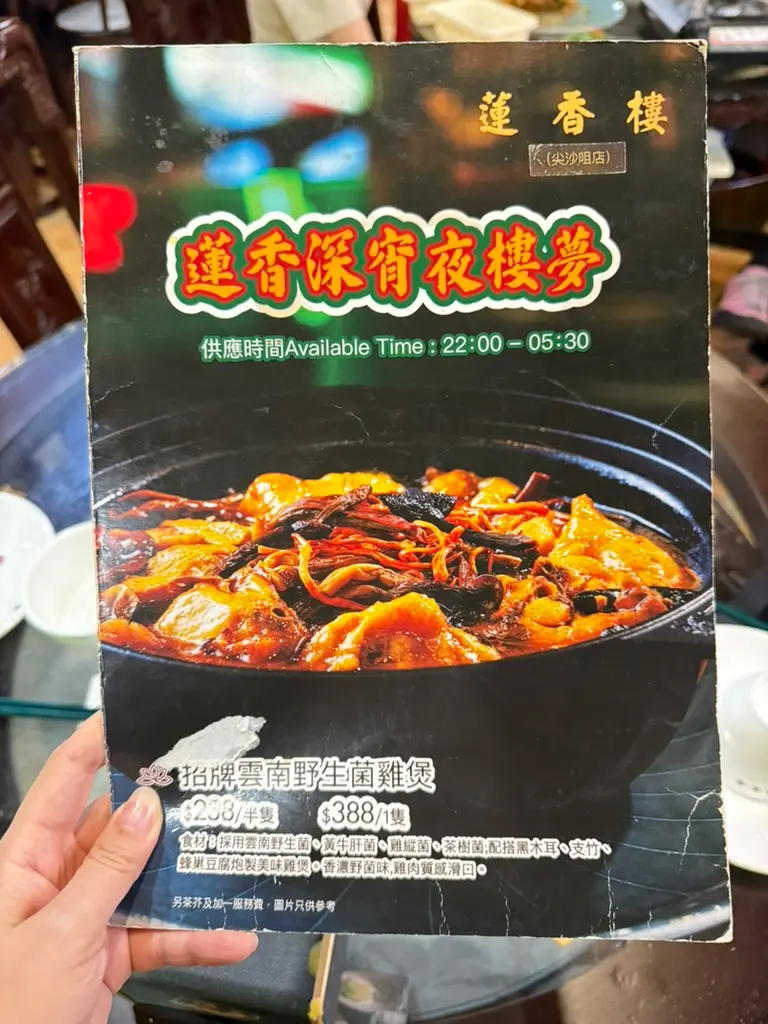 蓮香樓
(尖沙咀店)
蓮香深宵夜樓夢
供應時間Available Time : 22:00 – 05:30
招牌雲南野生菌雞煲
$238/半隻 $388/1隻
食材：採用雲南野生菌、黃牛肝菌、雞縱菌、茶樹菌,配搭黑木耳、支竹、
蜂巢豆腐炮製美味雞煲。香濃野菌味,雞肉質感滑口。
另茶芥及加一服務費，圖片只供參考